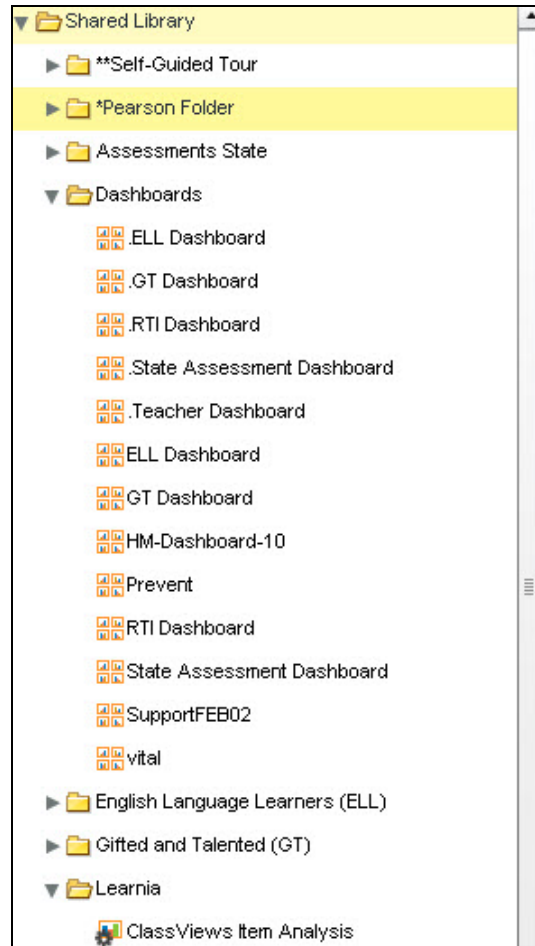 Shared Library
**Self-Guided Tour
*Pearson Folder
Assessments State
Dashboards
.ELL Dashboard
.GT Dashboard
.RTI Dashboard
.State Assessment Dashboard
.Teacher Dashboard
ELL Dashboard
GT Dashboard
HM-Dashboard-10
Prevent
RTI Dashboard
State Assessment Dashboard
SupportFEB02
vital
English Language Learners (ELL)
Gifted and Talented (GT)
Learnia
ClassViews Item Analysis